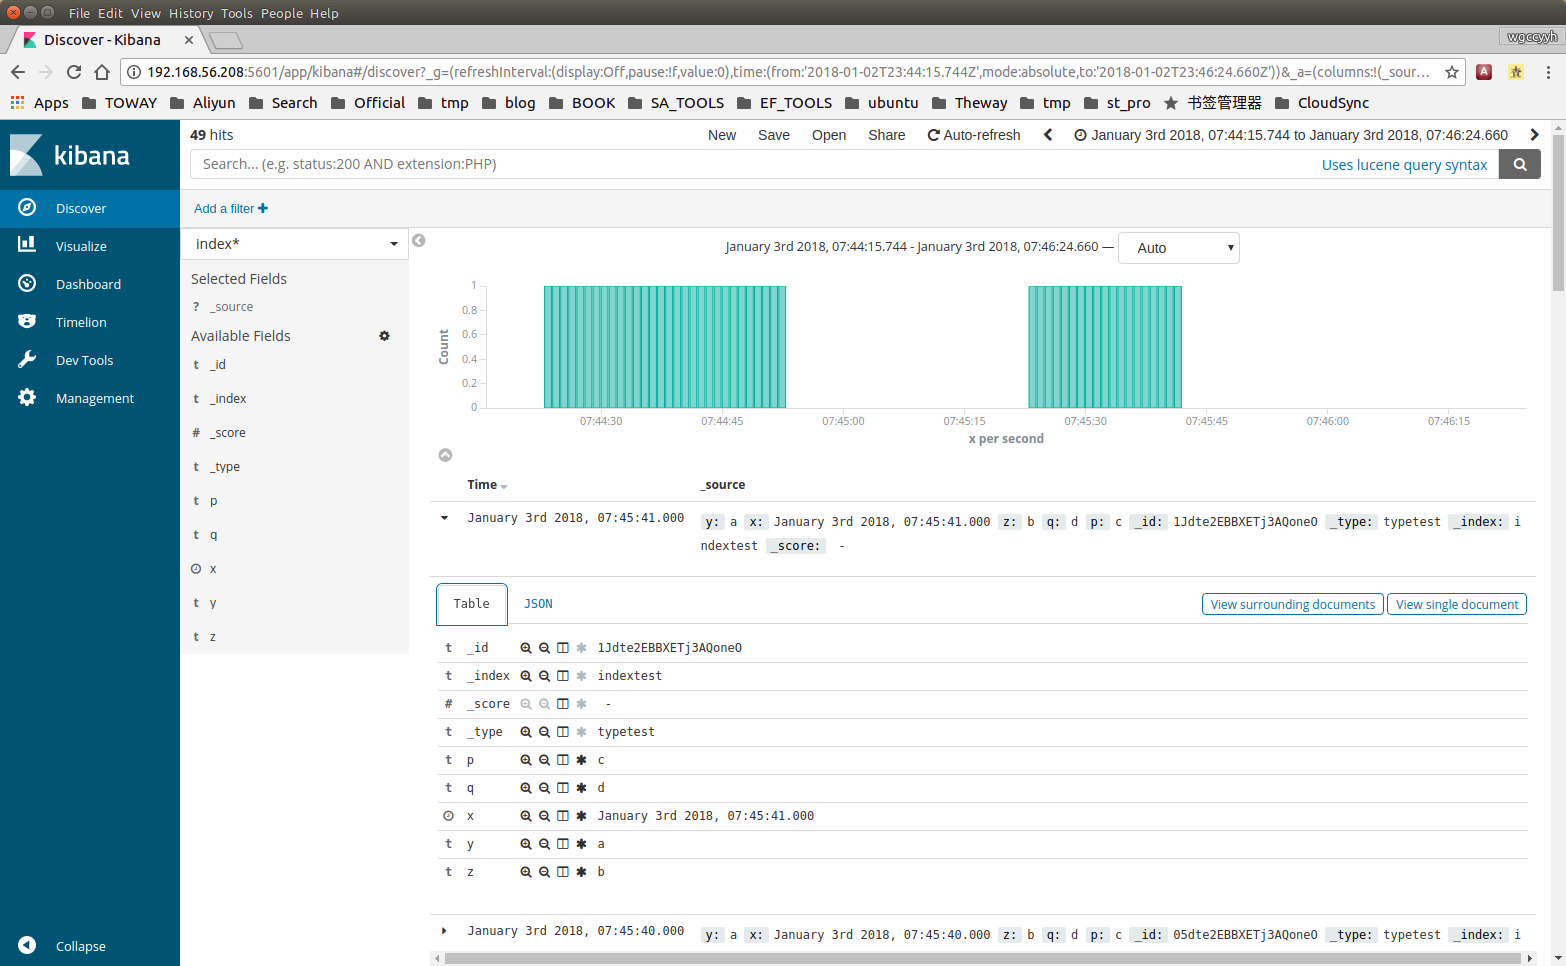 File Edit View History Tools People Help
Discover - Kibana
wgccyyh
192.168.56.208:5601/app/kibana#/discover?_g=(refreshInterval:(display:Off,pause:!f,value:0),time:(from:'2018-01-02T23:44:15.744Z',mode:absolute,to:'2018-01-02T23:46:24.660Z'))&_a=(columns:!(_sour...
Apps TOWAY Aliyun Search Official tmp blog BOOK SA_TOOLS EF_TOOLS ubuntu Theway tmp st_pro 书签管理器 CloudSync
kibana
Discover
Visualize
Dashboard
Timelion
Dev Tools
Management
Collapse
49 hits
New Save Open Share Auto-refresh January 3rd 2018, 07:44:15.744 to January 3rd 2018, 07:46:24.660
Search... (e.g. status:200 AND extension:PHP)
Uses lucene query syntax
Add a filter
index*
Selected Fields
? _source
Available Fields
t _id
t _index
# _score
t _type
t p
t q
x
t y
t z
January 3rd 2018, 07:44:15.744 - January 3rd 2018, 07:46:24.660 — Auto
Count
1
0.8
0.6
0.4
0.2
0
07:44:30 07:44:45 07:45:00 07:45:15 07:45:30 07:45:45 07:46:00 07:46:15
x per second
Time _source
January 3rd 2018, 07:45:41.000 y: a x: January 3rd 2018, 07:45:41.000 z: b q: d p: c _id: 1Jdte2EBBXETj3AQoneO _type: typetest _index: i
ndextest _score: -
Table JSON View surrounding documents View single document
t _id 1Jdte2EBBXETj3AQoneO
t _index indextest
# _score -
t _type typetest
t p c
t q d
x January 3rd 2018, 07:45:41.000
t y a
t z b
January 3rd 2018, 07:45:40.000 y: a x: January 3rd 2018, 07:45:40.000 z: b q: d p: c _id: 05dte2EBBXETj3AQoneO _type: typetest _index: i